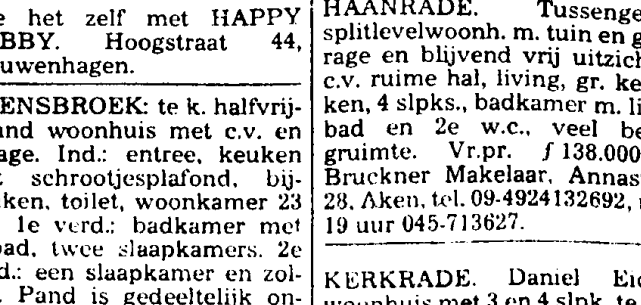 e het zelf met HAPPY
BBY. Hoogstraat 44,
uwenhagen.
ENSBROEK: te k. halfvrij-
and woonhuis met c.v. en
age. Ind.: entree, keuken
schrootjesplafond, bij-
ken, toilet, woonkamer 23
1e verd.: badkamer met
bad, twee slaapkamers. 2e
d.: een slaapkamer en zol-
Pand is gedeeltelijk on-
HAANRADE. Tussenge
splitlevelwoonh. m. tuin en g
rage en blijvend vrij uitzich
c.v. ruime hal, living, gr. ke
ken, 4 slpks., badkamer m. li
bad en 2e w.c., veel be
gruimte. Vr.pr. ƒ 138.000
Bruckner Makelaar, Annas
28, Aken, tel. 09-4924132692,
19 uur 045-713627.
KERKRADE. Daniel Eic
woonhuis met 3 en 4 slpk. te